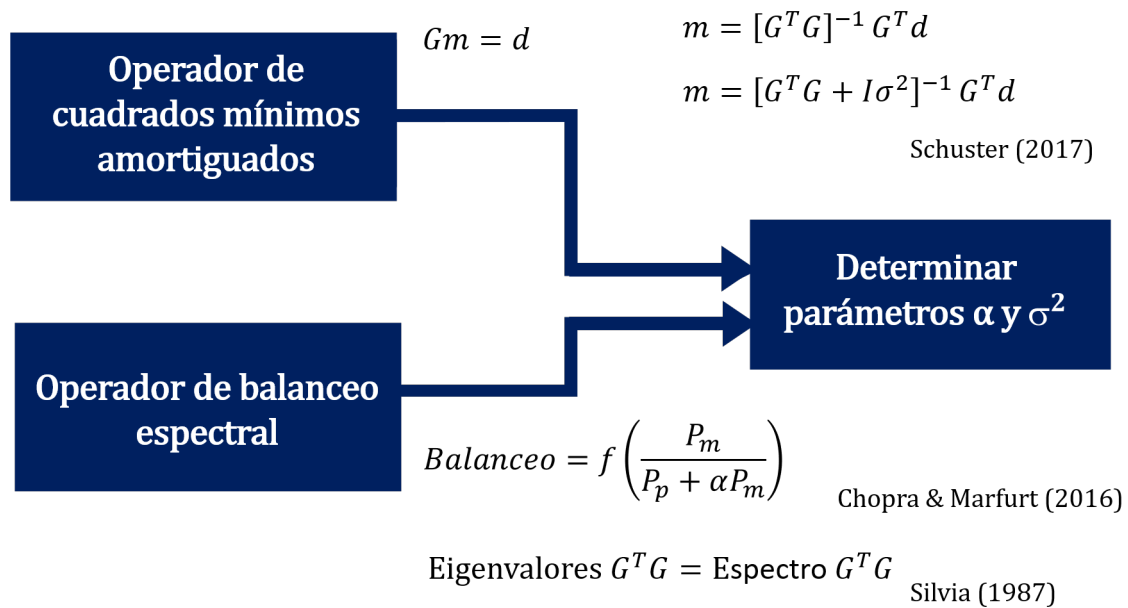 Operador de
cuadrados mínimos
amortiguados
Gm = d
m = [G^T G]^{-1} G^T d
m = [G^T G + Iσ^2]^{-1} G^T d
Schuster (2017)
Determinar
parámetros α y σ^2
Operador de balanceo
espectral
Balanceo = f(P_m / (P_p + αP_m))
Chopra & Marfurt (2016)
Eigenvalores G^T G = Espectro G^T G
Silvia (1987)